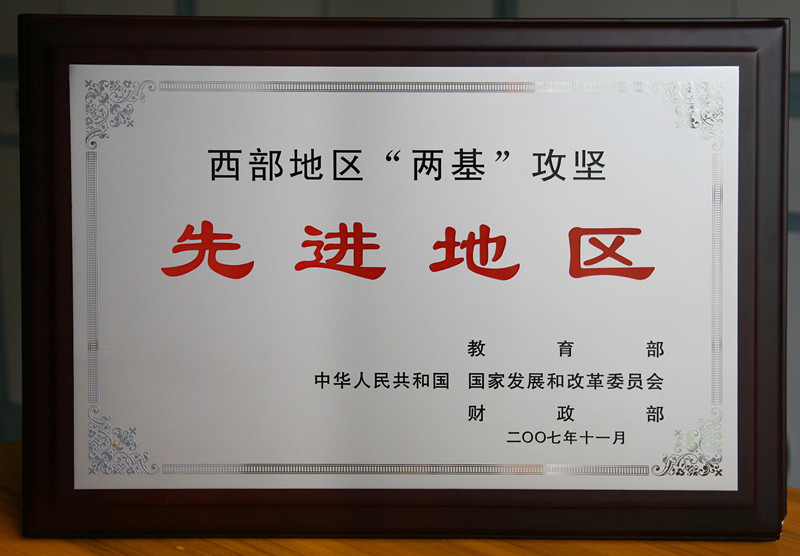 西部地区“两基”攻坚
先进地区
教育部
中华人民共和国 国家发展和改革委员会
财政部
二〇〇七年十一月